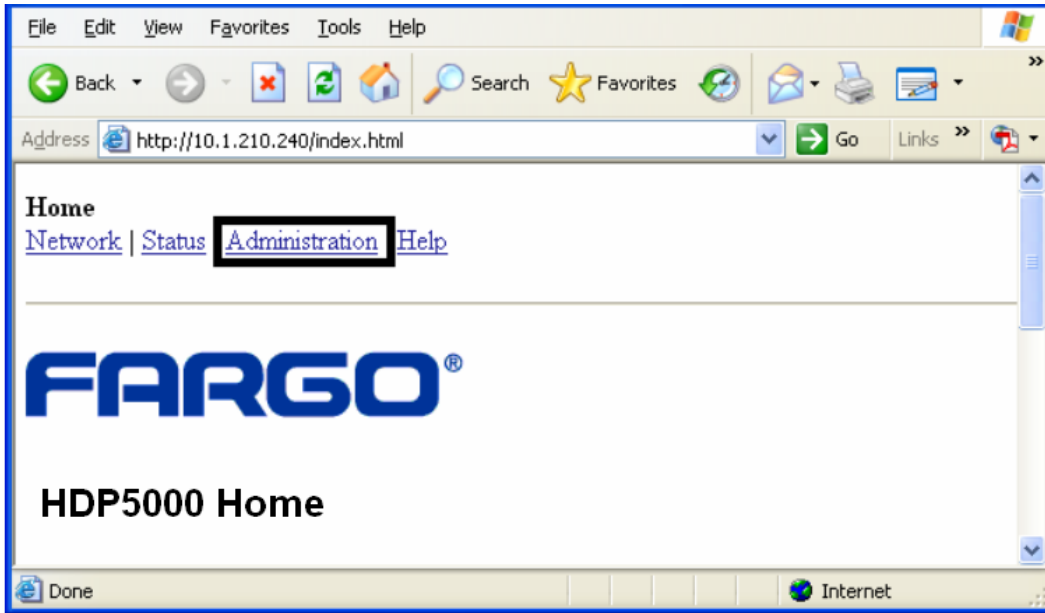 File Edit View Favorites Tools Help
Back Search Favorites »
Address http://10.1.210.240/index.html Go Links »
Home
Network | Status Administration Help
FARGO®
HDP5000 Home
Done Internet